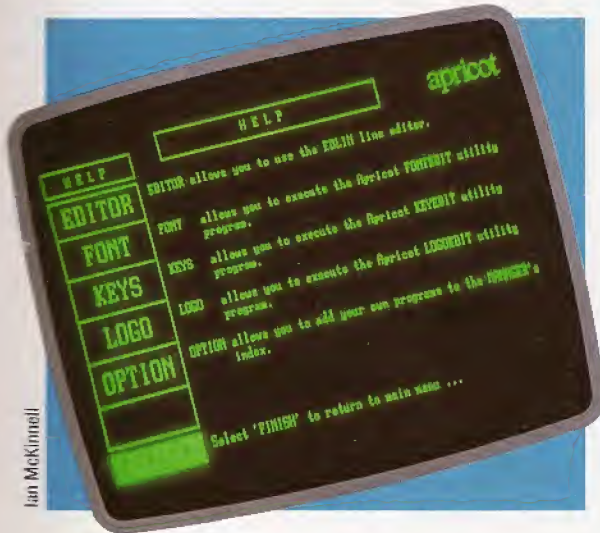 apricot
HELP
HELP
EDITOR
FONT
KEYS
LOGO
OPTION
EDITOR allows you to use the EDLIN line editor.
FONT allows you to execute the Apricot FONTEDIT utility
program.
KEYS allows you to execute the Apricot KEYEDIT utility
program.
LOGO allows you to execute the Apricot LOGOEDIT utility
program.
OPTION allows you to add your own programs to the MANAGER's
index.
Select 'FINISH' to return to main menu ...
Ian McKinnell